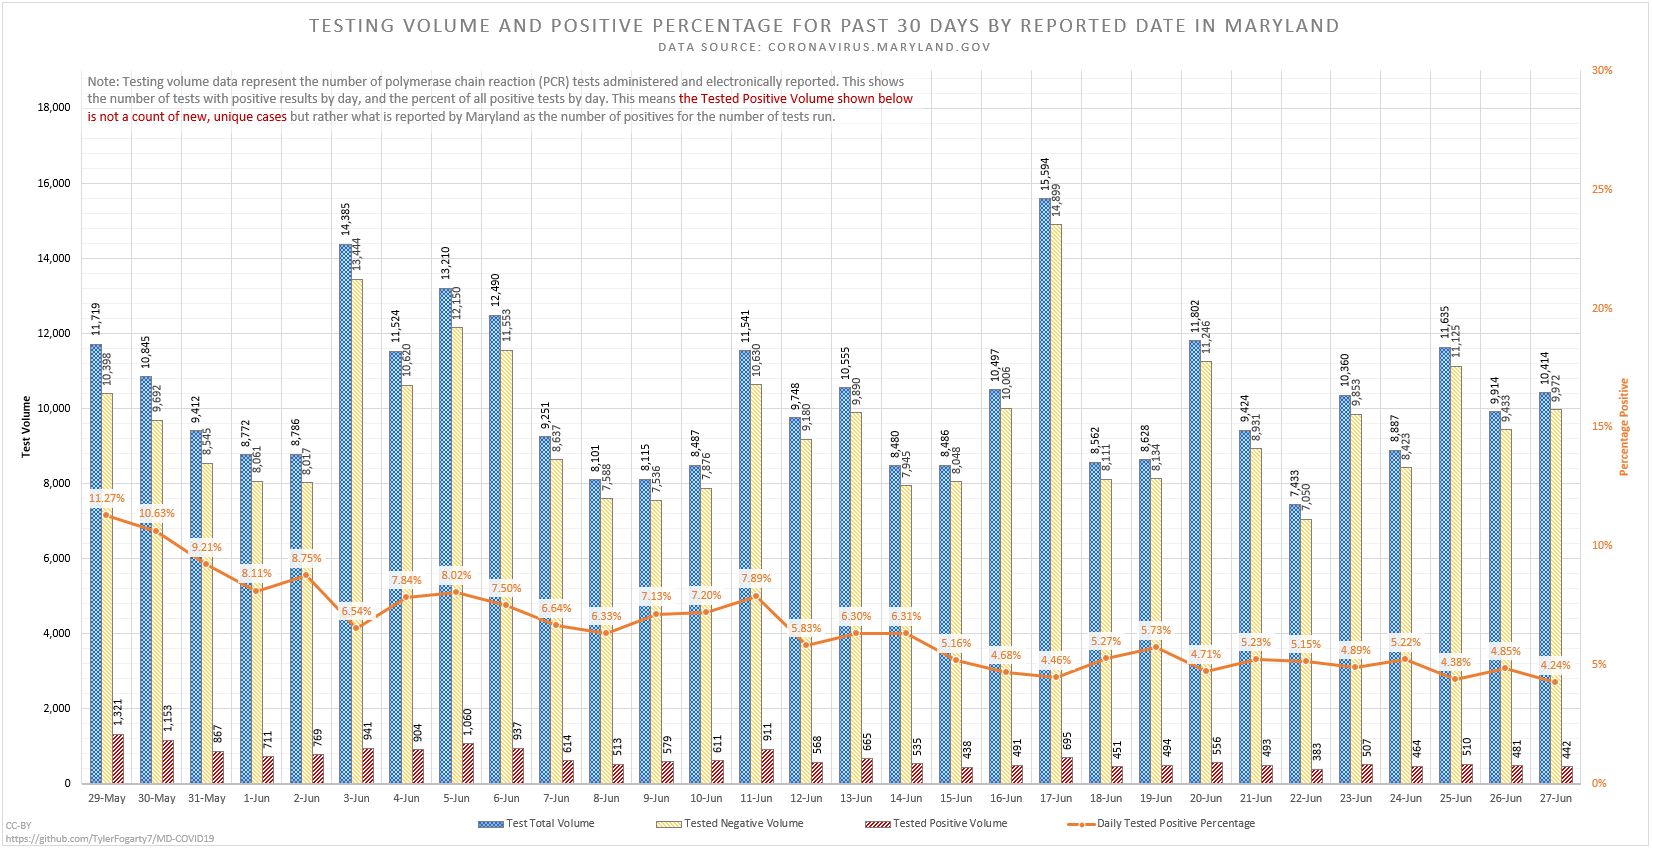 TESTING VOLUME AND POSITIVE PERCENTAGE FOR PAST 30 DAYS BY REPORTED DATE IN MARYLAND
DATA SOURCE: CORONAVIRUS.MARYLAND.GOV
Note: Testing volume data represent the number of polymerase chain reaction (PCR) tests administered and electronically reported. This shows
the number of tests with positive results by day, and the percent of all positive tests by day. This means the Tested Positive Volume shown below
is not a count of new, unique cases but rather what is reported by Maryland as the number of positives for the number of tests run.
Test Volume
18,000
16,000
14,000
12,000
10,000
8,000
6,000
4,000
2,000
0
Percentage Positive
30%
25%
20%
15%
10%
5%
0%
11,719 10,845 9,412 8,772 8,786 14,385 11,524 13,210 12,490 9,251 8,101 8,115 8,487 11,541 9,748 10,555 8,480 8,486 10,497 15,594 8,562 8,628 11,802 9,424 7,433 10,360 8,887 11,635 9,914 10,414
10,398 9,692 8,545 8,061 8,017 13,444 10,620 12,150 11,553 8,637 7,588 7,536 7,876 10,630 9,180 9,890 7,945 8,048 10,006 14,899 8,111 8,134 11,246 8,931 7,050 9,853 8,423 11,125 9,433 9,972
11.27% 10.63% 9.21% 8.11% 8.75% 6.54% 7.84% 8.02% 7.50% 6.64% 6.33% 7.13% 7.20% 7.89% 5.83% 6.30% 6.31% 5.16% 4.68% 4.46% 5.27% 5.73% 4.71% 5.23% 5.15% 4.89% 5.22% 4.38% 4.85% 4.24%
1,321 1,153 867 711 769 941 904 1,060 937 614 513 579 611 911 568 665 535 438 491 695 451 494 556 493 383 507 464 510 481 442
29-May 30-May 31-May 1-Jun 2-Jun 3-Jun 4-Jun 5-Jun 6-Jun 7-Jun 8-Jun 9-Jun 10-Jun 11-Jun 12-Jun 13-Jun 14-Jun 15-Jun 16-Jun 17-Jun 18-Jun 19-Jun 20-Jun 21-Jun 22-Jun 23-Jun 24-Jun 25-Jun 26-Jun 27-Jun
Test Total Volume Tested Negative Volume Tested Positive Volume Daily Tested Positive Percentage
CC-BY
https://github.com/TylerFogarty7/MD-COVID19